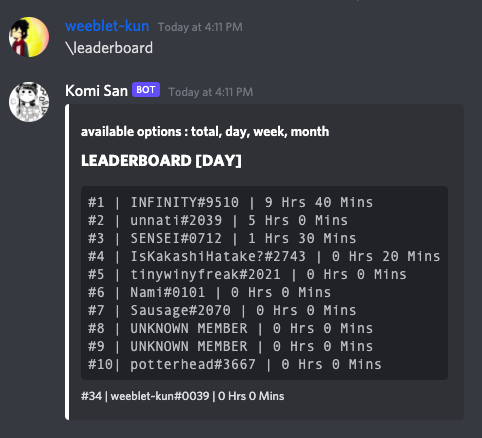 weeblet-kun Today at 4:11 PM
\leaderboard
Komi San BOT Today at 4:11 PM
available options : total, day, week, month
LEADERBOARD [DAY]
#1 | INFINITY#9510 | 9 Hrs 40 Mins
#2 | unnati#2039 | 5 Hrs 0 Mins
#3 | SENSEI#0712 | 1 Hrs 30 Mins
#4 | IsKakashiHatake?#2743 | 0 Hrs 20 Mins
#5 | tinywinyfreak#2021 | 0 Hrs 0 Mins
#6 | Nami#0101 | 0 Hrs 0 Mins
#7 | Sausage#2070 | 0 Hrs 0 Mins
#8 | UNKNOWN MEMBER | 0 Hrs 0 Mins
#9 | UNKNOWN MEMBER | 0 Hrs 0 Mins
#10| potterhead#3667 | 0 Hrs 0 Mins
#34 | weeblet-kun#0039 | 0 Hrs 0 Mins